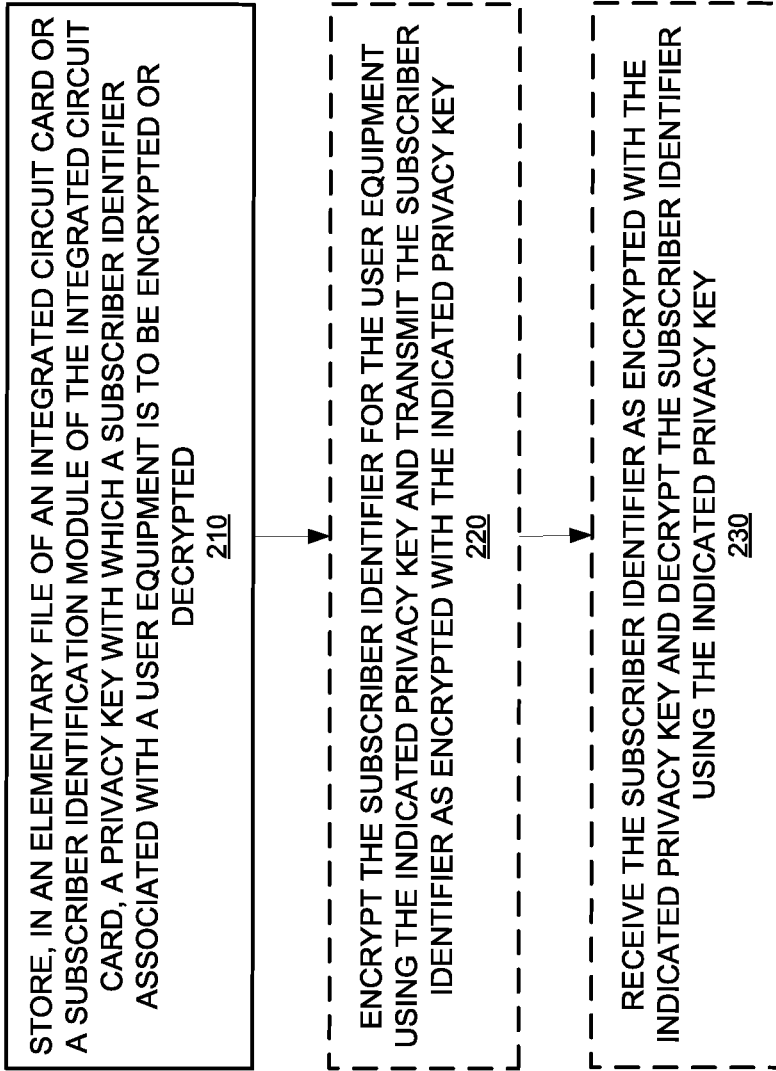 STORE, IN AN ELEMENTARY FILE OF AN INTEGRATED CIRCUIT CARD OR
A SUBSCRIBER IDENTIFICATION MODULE OF THE INTEGRATED CIRCUIT
CARD, A PRIVACY KEY WITH WHICH A SUBSCRIBER IDENTIFIER
ASSOCIATED WITH A USER EQUIPMENT IS TO BE ENCRYPTED OR
DECRYPTED
210
ENCRYPT THE SUBSCRIBER IDENTIFIER FOR THE USER EQUIPMENT
USING THE INDICATED PRIVACY KEY AND TRANSMIT THE SUBSCRIBER
IDENTIFIER AS ENCRYPTED WITH THE INDICATED PRIVACY KEY
220
RECEIVE THE SUBSCRIBER IDENTIFIER AS ENCRYPTED WITH THE
INDICATED PRIVACY KEY AND DECRYPT THE SUBSCRIBER IDENTIFIER
USING THE INDICATED PRIVACY KEY
230